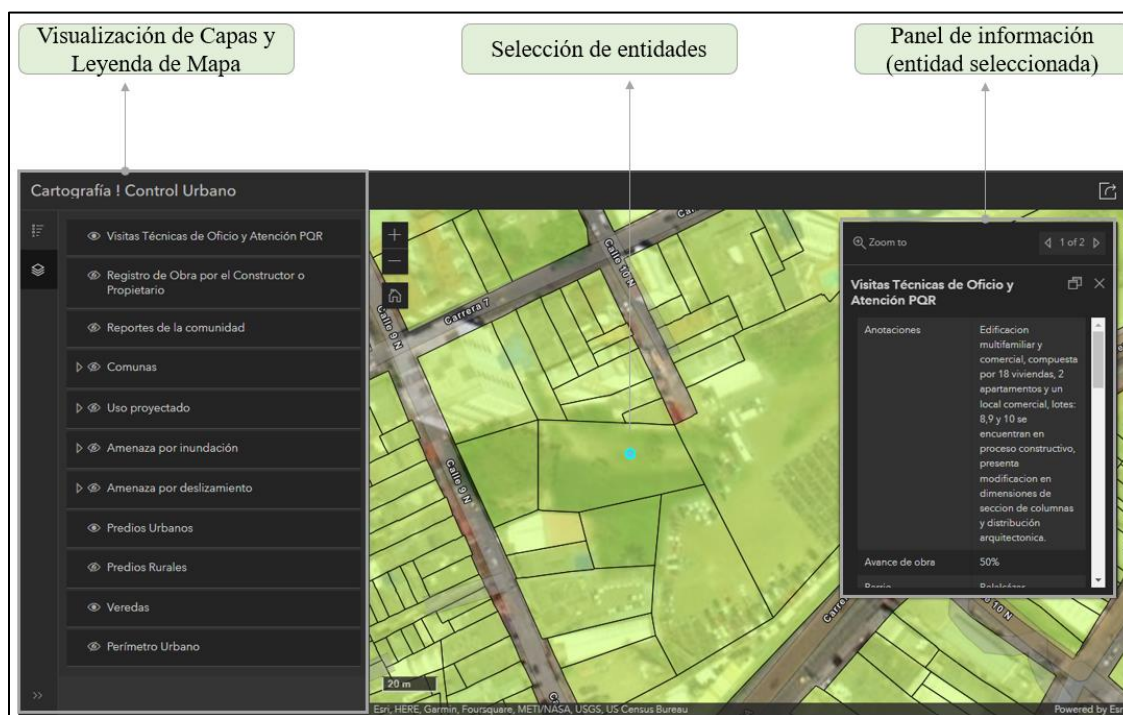 Visualización de Capas y
Leyenda de Mapa
Selección de entidades
Panel de información
(entidad seleccionada)
Cartografía ! Control Urbano
Visitas Técnicas de Oficio y Atención PQR
Registro de Obra por el Constructor o
Propietario
Reportes de la comunidad
Comunas
Uso proyectado
Amenaza por inundación
Amenaza por deslizamiento
Predios Urbanos
Predios Rurales
Veredas
Perímetro Urbano
Calle 9 N
Carrera 7
Calle 10 N
Calle 9 N
20 m
Esri, HERE, Garmin, Foursquare, METI/NASA, USGS, US Census Bureau
Powered by Esri
Zoom to
1 of 2
Visitas Técnicas de Oficio y
Atención PQR
Anotaciones
Edificacion
multifamiliar y
comercial, compuesta
por 18 viviendas, 2
apartamentos y un
local comercial, lotes:
8,9 y 10 se
encuentran en
proceso constructivo,
presenta
modificacion en
dimensiones de
seccion de columnas
y distribución
arquitectonica.
Avance de obra 50%